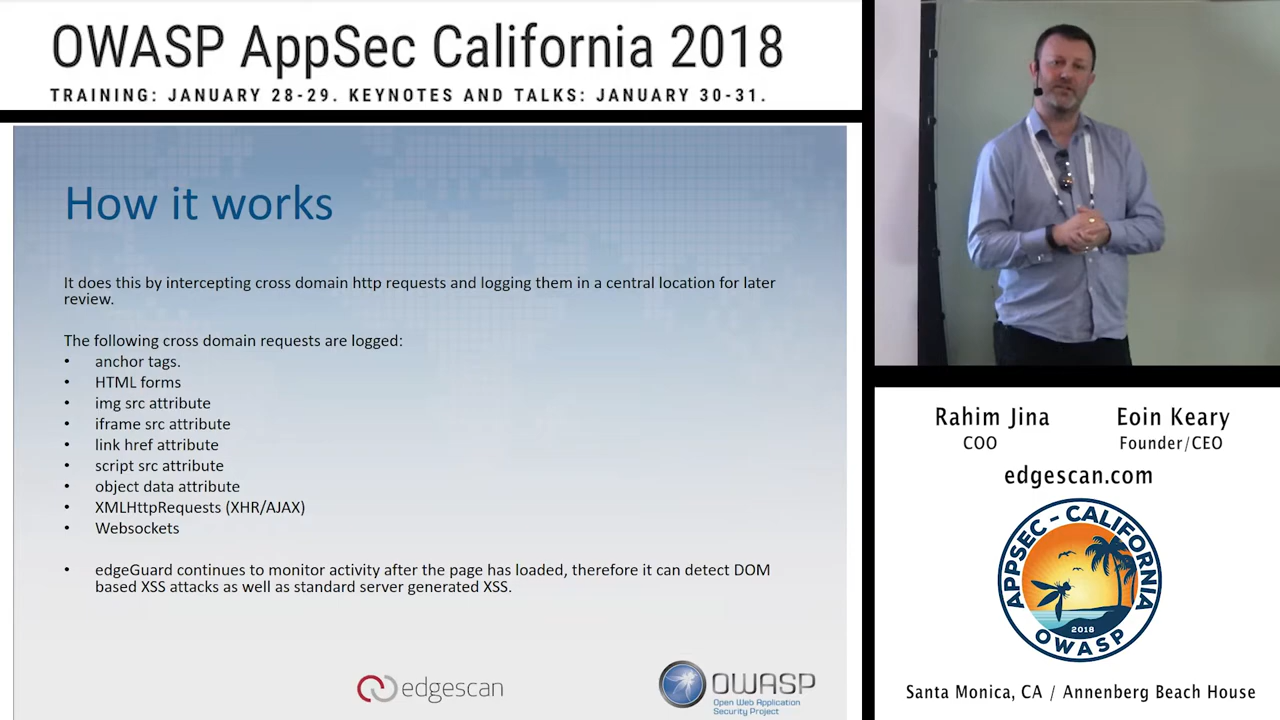 OWASP AppSec California 2018
TRAINING: JANUARY 28-29. KEYNOTES AND TALKS: JANUARY 30-31.
How it works
It does this by intercepting cross domain http requests and logging them in a central location for later
review.
The following cross domain requests are logged:
• anchor tags.
• HTML forms
• img src attribute
• iframe src attribute
• link href attribute
• script src attribute
• object data attribute
• XMLHttpRequests (XHR/AJAX)
• Websockets
• edgeGuard continues to monitor activity after the page has loaded, therefore it can detect DOM
based XSS attacks as well as standard server generated XSS.
edgescan
OWASP
Open Web Application
Security Project
Rahim Jina
COO
Eoin Keary
Founder/CEO
edgescan.com
APPSEC - CALIFORNIA
2018
OWASP
Santa Monica, CA / Annenberg Beach House